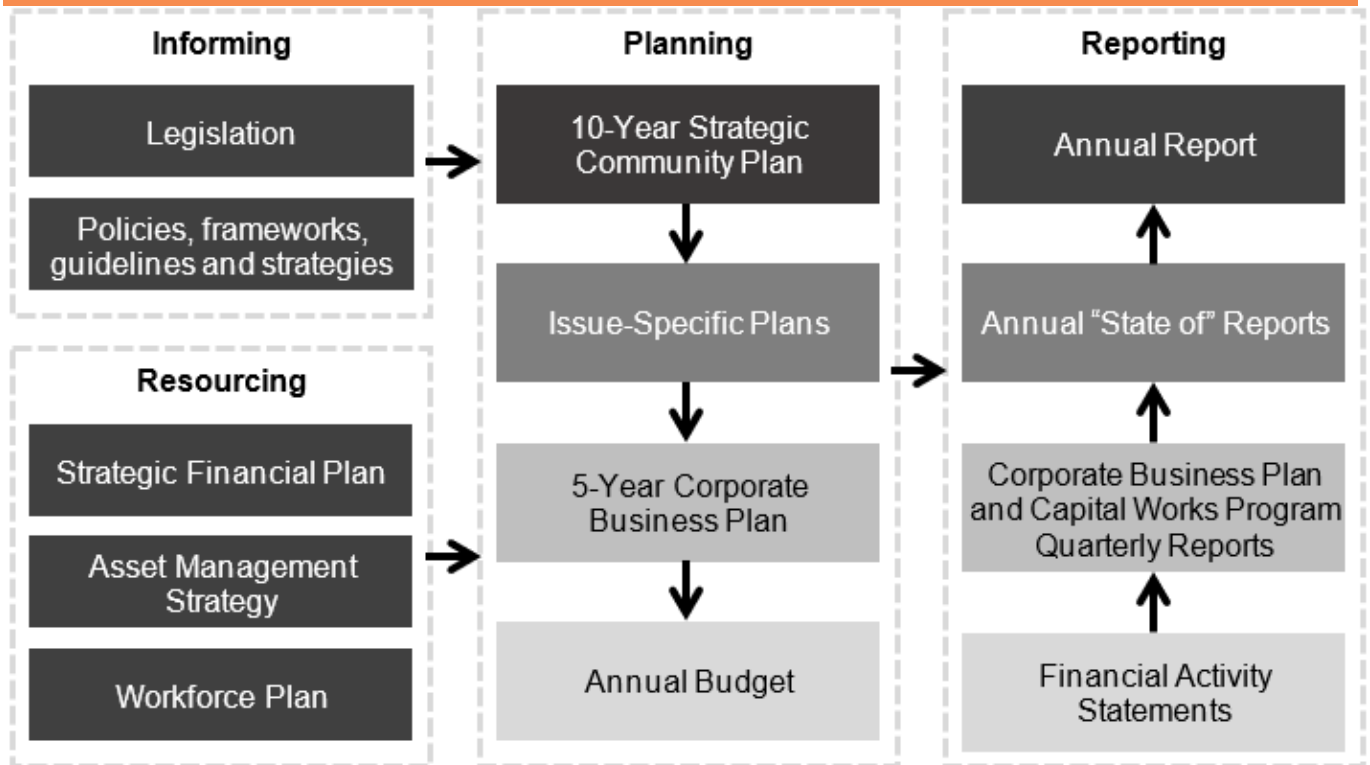 Informing
Legislation
Policies, frameworks,
guidelines and strategies
Resourcing
Strategic Financial Plan
Asset Management
Strategy
Workforce Plan
Planning
10-Year Strategic
Community Plan
Issue-Specific Plans
5-Year Corporate
Business Plan
Annual Budget
Reporting
Annual Report
Annual “State of” Reports
Corporate Business Plan
and Capital Works Program
Quarterly Reports
Financial Activity
Statements